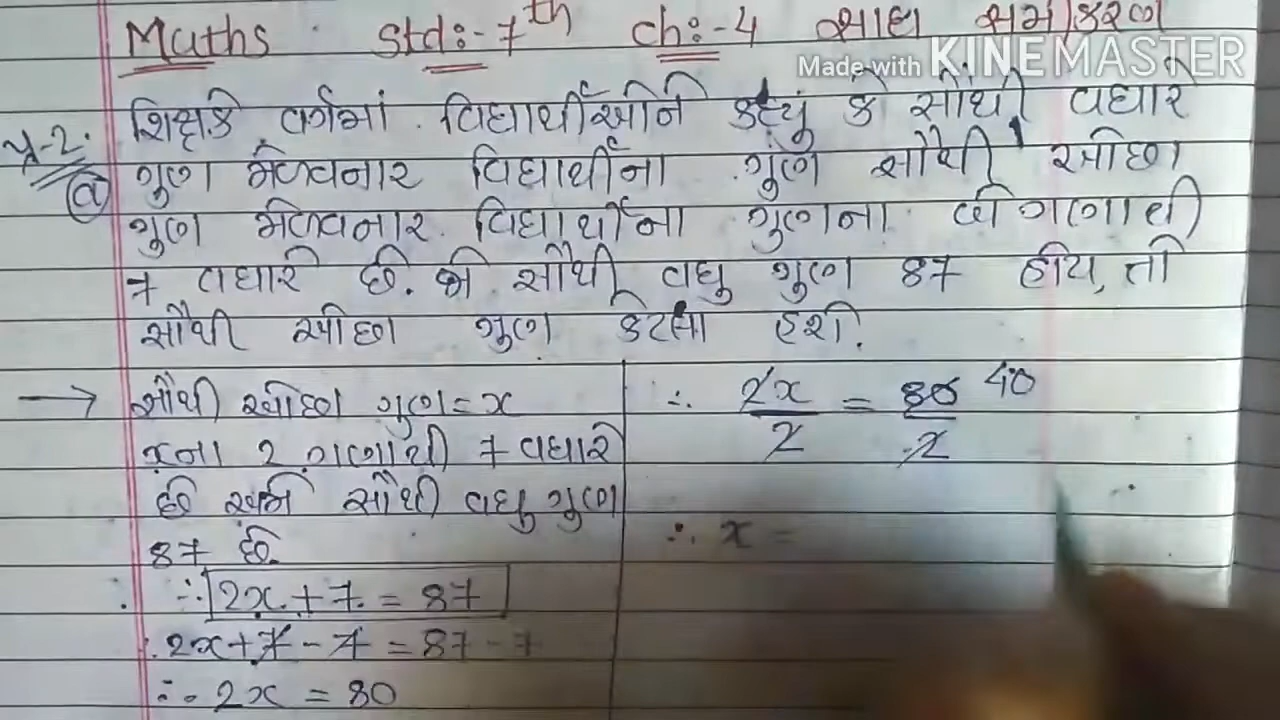 Maths std:-7th ch:-4 સાદા સમીકરણ
Made with KINEMASTER
પ્ર-2. શિક્ષકે વર્ગમાં વિદ્યાર્થીઓને કહ્યું કે સૌથી વધારે
(a) ગુણ મેળવનાર વિદ્યાર્થીના ગુણ સૌથી ઓછા
ગુણ મેળવનાર વિદ્યાર્થીના ગુણના બે ગણાથી
7 વધારે છે. જો સૌથી વધુ ગુણ 87 હોય, તો
સૌથી ઓછા ગુણ કેટલા હશે.
→ સૌથી ઓછા ગુણ = x
xના 2 ગણાથી 7 વધારે
છે અને સૌથી વધુ ગુણ
87 છે.
∴ 2x + 7 = 87
∴ 2x + 7 - 7 = 87 - 7
∴ 2x = 80
∴ 2x = 80 40
2 2
∴ x =